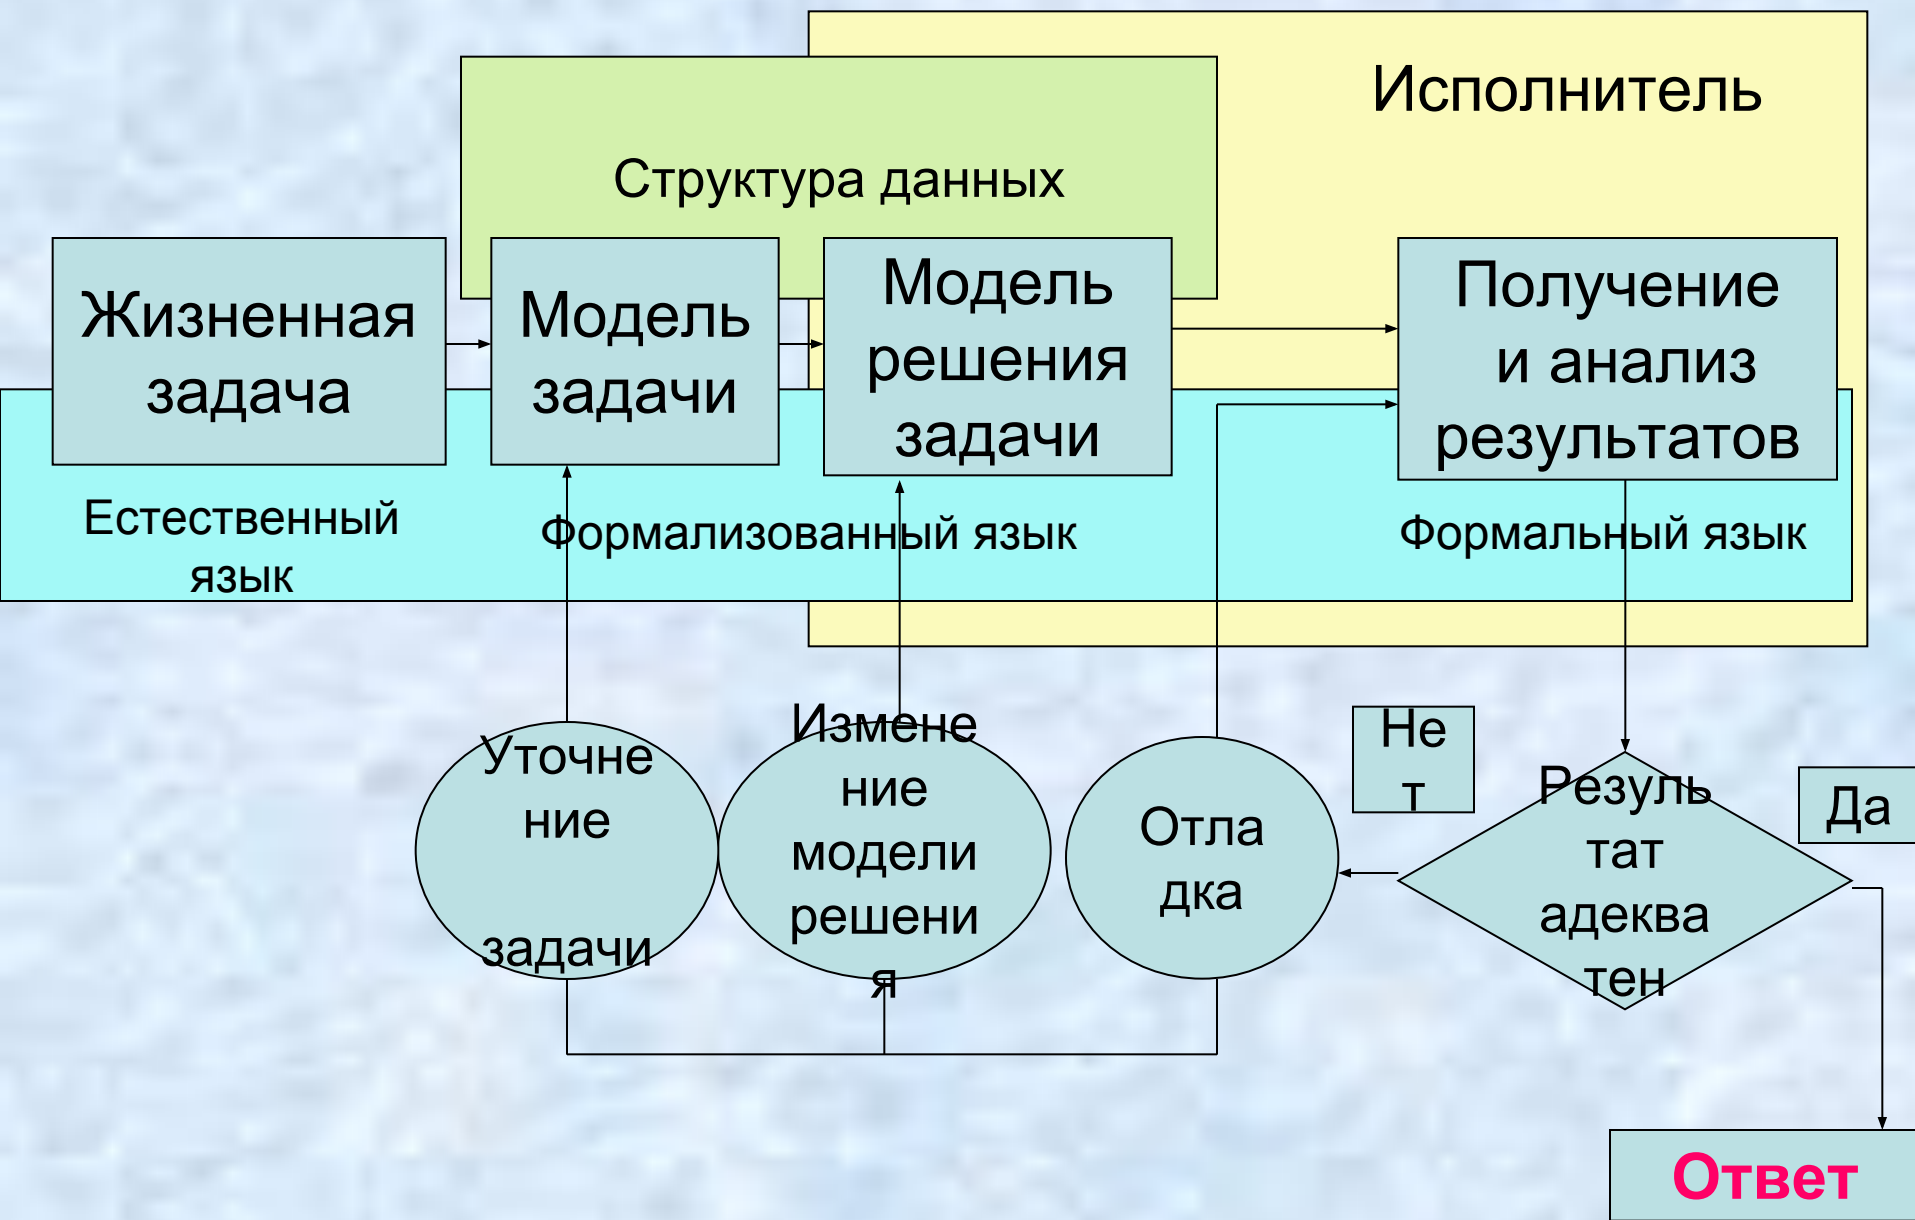 Исполнитель
Структура данных
Жизненная
задача
Модель
задачи
Модель
решения
задачи
Получение
и анализ
результатов
Естественный
язык
Формализованный язык
Формальный язык
Уточне
ние
задачи
Измене
ние
модели
решени
я
Отла
дка
Не
т
Резуль
тат
адеква
тен
Да
Ответ